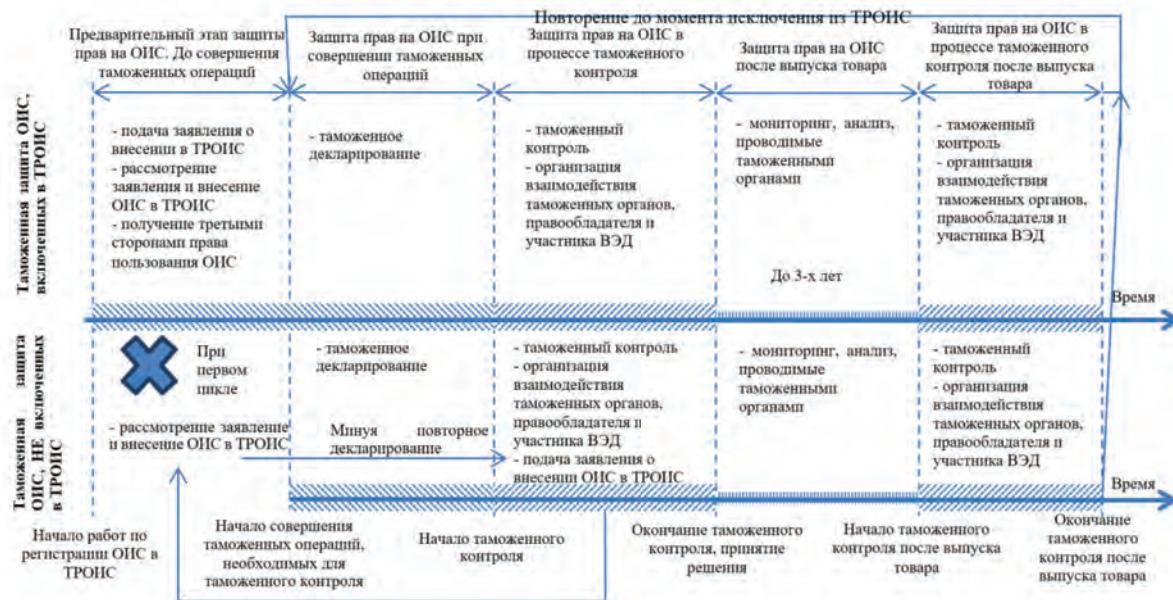 Повторение до момента исключения из ТРОИС
Предварительный этап защиты
прав на ОИС. До совершения
таможенных операций
Защита прав на ОИС при
совершении таможенных
операций
Защита прав на ОИС в
процессе таможенного
контроля
Защита прав на ОИС
после выпуска товара
Защита прав на ОИС в
процессе таможенного
контроля после выпуска
товара
Таможенная защита ОИС,
включенных в ТРОИС
- подача заявления о
внесении в ТРОИС
- рассмотрение
заявления и внесение
ОИС в ТРОИС
- получение третьими
сторонами права
пользования ОИС
- таможенное
декларирование
- таможенный
контроль
- организация
взаимодействия
таможенных органов,
правообладателя и
участника ВЭД
- мониторинг, анализ,
проводимые
таможенными
органами
До 3-х лет
- таможенный
контроль
- организация
взаимодействия
таможенных органов,
правообладателя и
участника ВЭД
Время
Таможенная защита
ОИС, НЕ включенных
в ТРОИС
При
первом
цикле
- рассмотрение заявление
и внесение ОИС в ТРОИС
- таможенное
декларирование
Минуя повторное
декларирование
- таможенный контроль
- организация
взаимодействия
таможенных органов,
правообладателя и
участника ВЭД
- подача заявления о
внесении ОИС в ТРОИС
- мониторинг, анализ,
проводимые
таможенными
органами
- таможенный
контроль
- организация
взаимодействия
таможенных органов,
правообладателя и
участника ВЭД
Время
Начало работ по
регистрации ОИС в
ТРОИС
Начало совершения
таможенных операций,
необходимых для
таможенного контроля
Начало таможенного
контроля
Окончание таможенного
контроля, принятие
решения
Начало таможенного
контроля после выпуска
товара
Окончание
таможенного
контроля после
выпуска товара